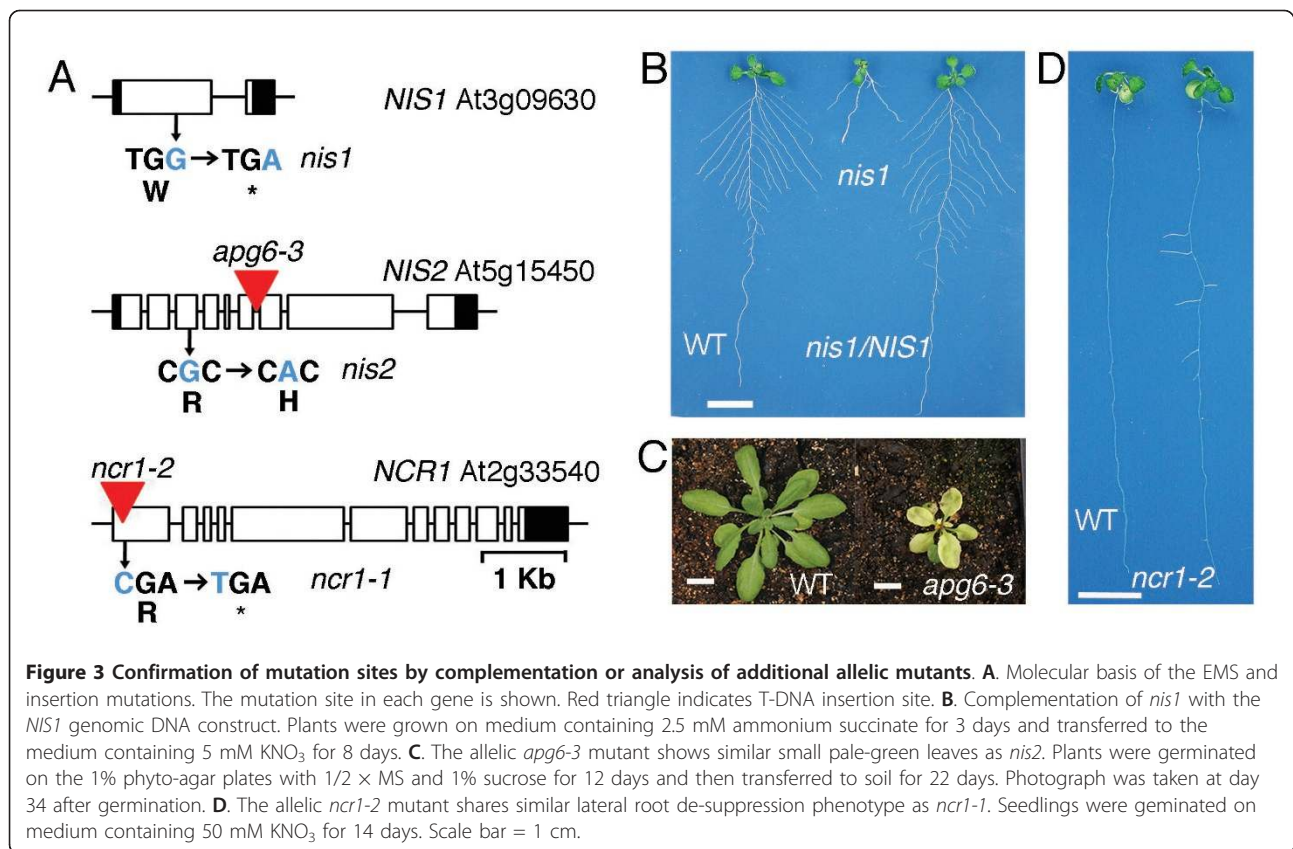 A
NIS1 At3g09630
TGG→TGA nis1
W *
apg6-3
NIS2 At5g15450
CGC→CAC nis2
R H
ncr1-2
NCR1 At2g33540
CGA→TGA ncr1-1
R *
1 Kb
B
nis1
WT
nis1/NIS1
C
WT
apg6-3
D
WT
ncr1-2
Figure 3 Confirmation of mutation sites by complementation or analysis of additional allelic mutants. A. Molecular basis of the EMS and
insertion mutations. The mutation site in each gene is shown. Red triangle indicates T-DNA insertion site. B. Complementation of nis1 with the
NIS1 genomic DNA construct. Plants were grown on medium containing 2.5 mM ammonium succinate for 3 days and transferred to the
medium containing 5 mM KNO₃ for 8 days. C. The allelic apg6-3 mutant shows similar small pale-green leaves as nis2. Plants were germinated
on the 1% phyto-agar plates with 1/2 × MS and 1% sucrose for 12 days and then transferred to soil for 22 days. Photograph was taken at day
34 after germination. D. The allelic ncr1-2 mutant shares similar lateral root de-suppression phenotype as ncr1-1. Seedlings were geminated on
medium containing 50 mM KNO₃ for 14 days. Scale bar = 1 cm.